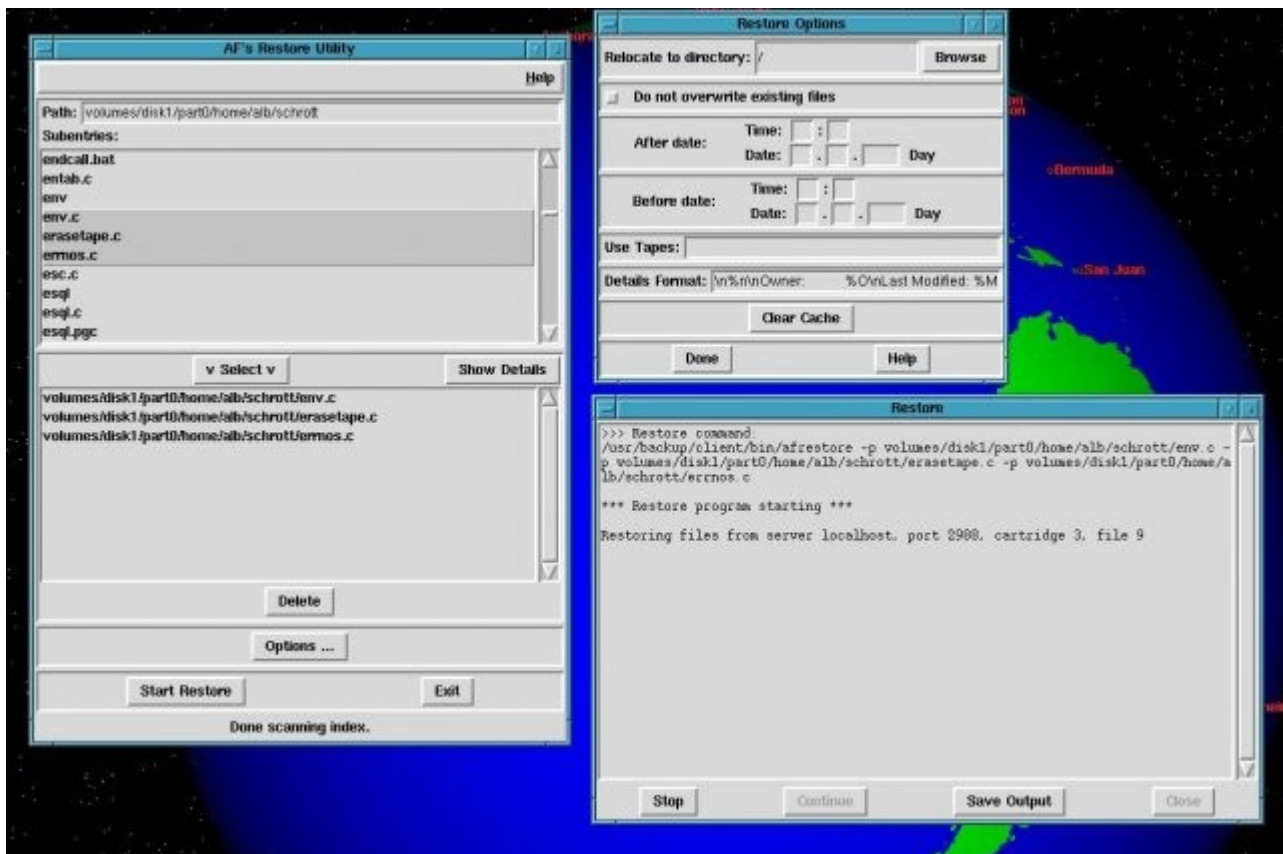 AF's Restore Utility
Help
Path: volumes/disk1/part0/home/alb/schrott
Subentries:
endcall.bat
entab.c
env
env.c
erasetape.c
errnos.c
esc.c
esql
esql.c
esql.pgc
v Select v
Show Details
volumes/disk1/part0/home/alb/schrott/env.c
volumes/disk1/part0/home/alb/schrott/erasetape.c
volumes/disk1/part0/home/alb/schrott/errnos.c
Delete
Options ...
Start Restore
Exit
Done scanning index.
Restore Options
Relocate to directory: /
Browse
Do not overwrite existing files
After date:
Time: :
Date: . . Day
Before date:
Time: :
Date: . . Day
Use Tapes:
Details Format: \n%n\nOwner: %O\nLast Modified: %M
Clear Cache
Done
Help
Restore
>>> Restore command:
/usr/backup/client/bin/afrestore -p volumes/disk1/part0/home/alb/schrott/env.c -
p volumes/disk1/part0/home/alb/schrott/erasetape.c -p volumes/disk1/part0/home/a
lb/schrott/errnos.c
*** Restore program starting ***
Restoring files from server localhost, port 2988, cartridge 3, file 9
Stop
Continue
Save Output
Close
Bermuda
San Juan